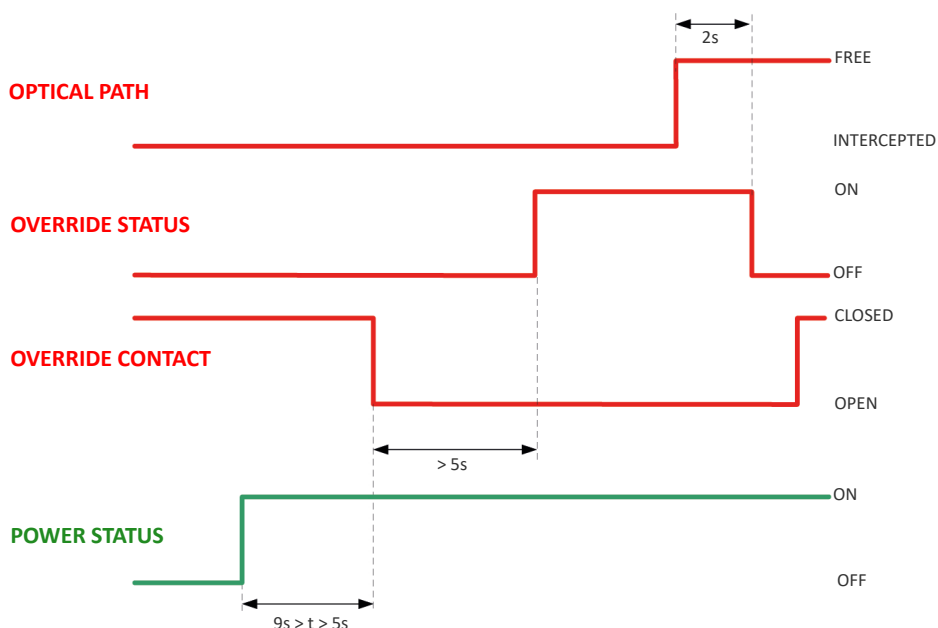 2s
FREE
OPTICAL PATH
INTERCEPTED
ON
OVERRIDE STATUS
OFF
CLOSED
OVERRIDE CONTACT
OPEN
> 5s
ON
POWER STATUS
OFF
9s > t > 5s